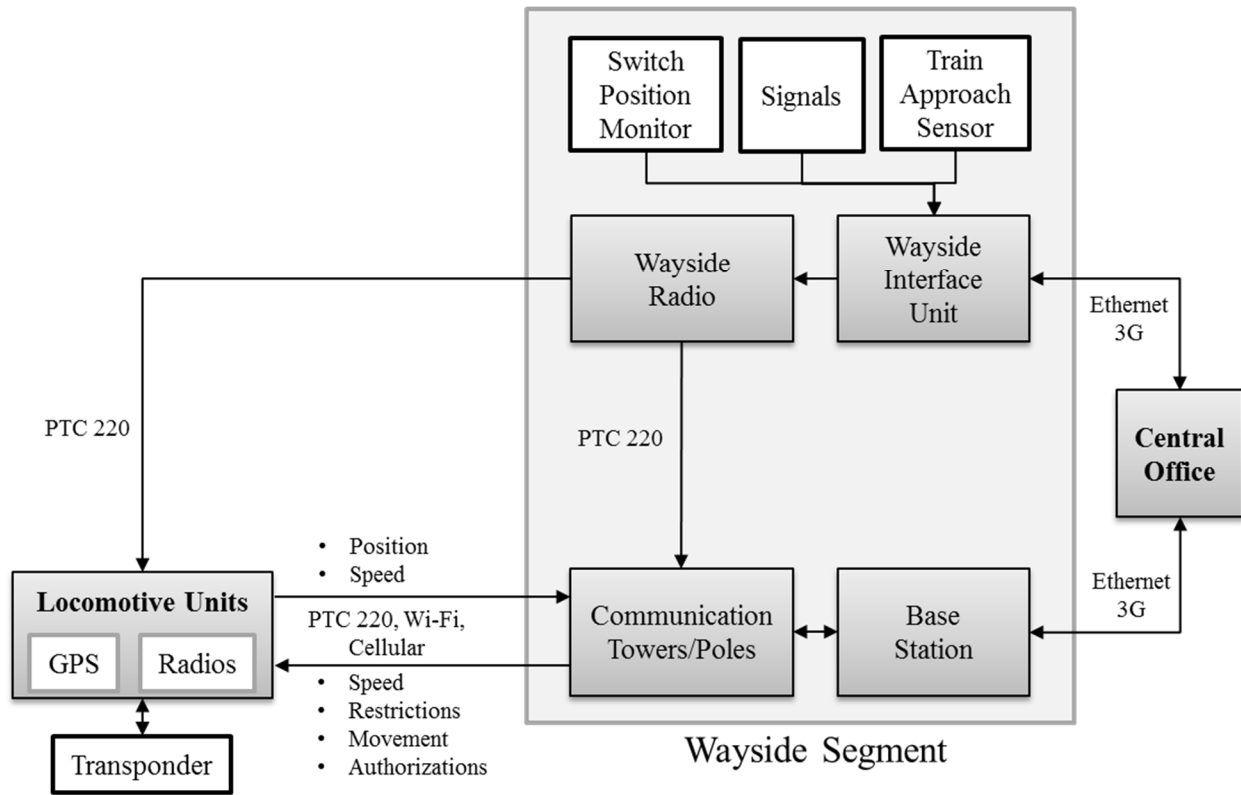 Switch
Position
Monitor
Signals
Train
Approach
Sensor
Wayside
Radio
Wayside
Interface
Unit
Ethernet
3G
PTC 220
PTC 220
Central
Office
• Position
• Speed
Locomotive Units
GPS
Radios
PTC 220, Wi-Fi,
Cellular
Communication
Towers/Poles
Base
Station
Ethernet
3G
• Speed
• Restrictions
• Movement
• Authorizations
Transponder
Wayside Segment